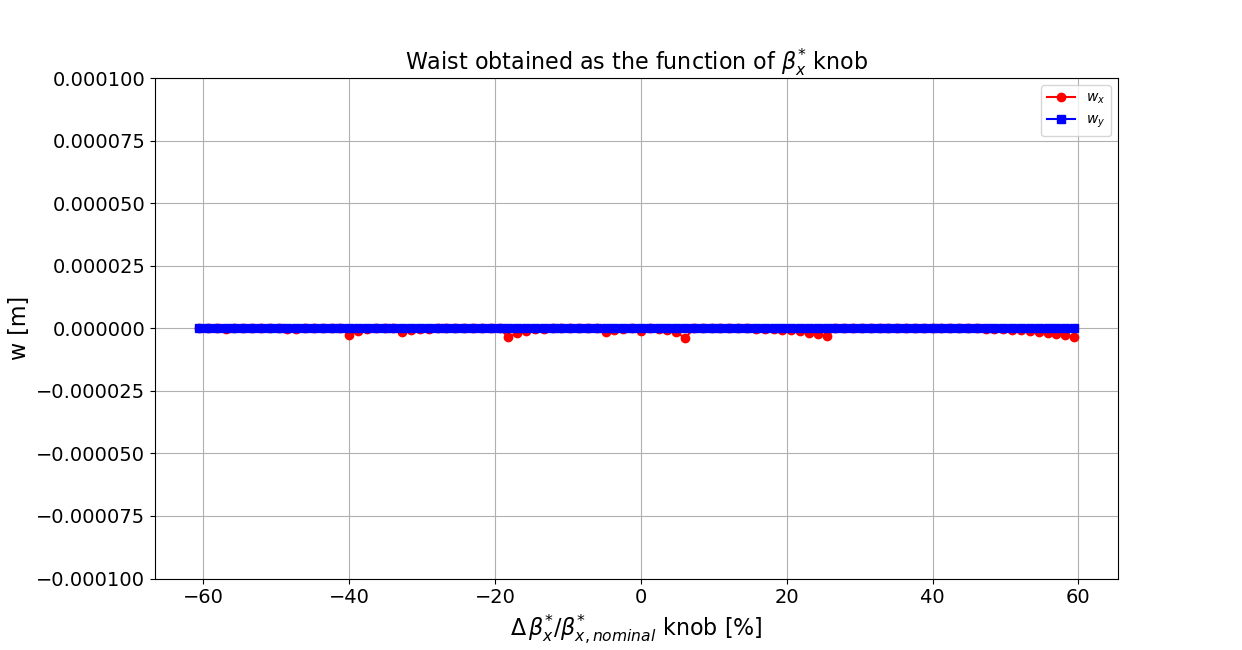 Waist obtained as the function of β*x knob
0.000100
0.000075
0.000050
0.000025
0.000000
−0.000025
−0.000050
−0.000075
−0.000100
w [m]
wx
wy
−60 −40 −20 0 20 40 60
Δ β*x/β*x, nominal knob [%]